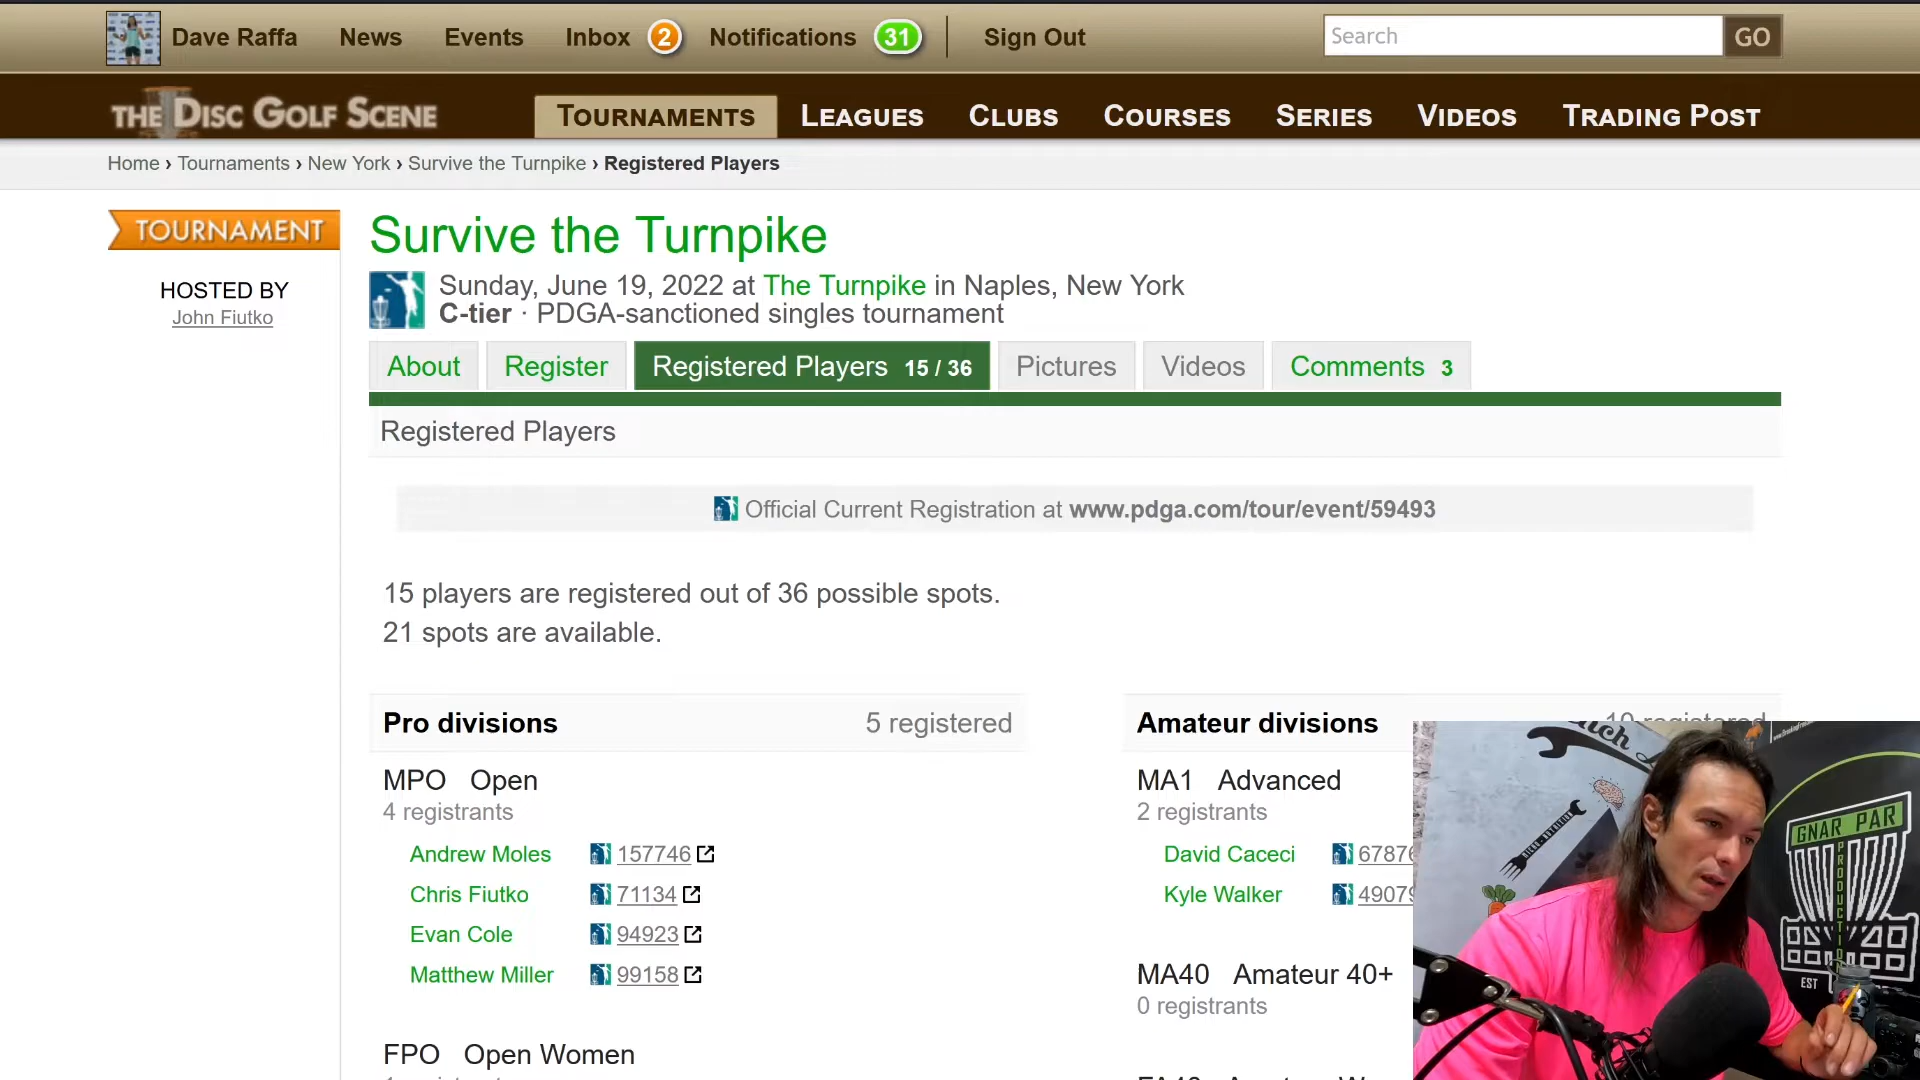 Dave Raffa News Events Inbox 2 Notifications 31 Sign Out Search GO
THE DISC GOLF SCENE TOURNAMENTS LEAGUES CLUBS COURSES SERIES VIDEOS TRADING POST
Home › Tournaments › New York › Survive the Turnpike › Registered Players
TOURNAMENT
HOSTED BY
John Fiutko
Survive the Turnpike
Sunday, June 19, 2022 at The Turnpike in Naples, New York
C-tier · PDGA-sanctioned singles tournament
About Register Registered Players 15 / 36 Pictures Videos Comments 3
Registered Players
Official Current Registration at www.pdga.com/tour/event/59493
15 players are registered out of 36 possible spots.
21 spots are available.
Pro divisions 5 registered
MPO Open
4 registrants
Andrew Moles 157746
Chris Fiutko 71134
Evan Cole 94923
Matthew Miller 99158
FPO Open Women
Amateur divisions 10 registered
MA1 Advanced
2 registrants
David Caceci 67876
Kyle Walker 49079
MA40 Amateur 40+
0 registrants
GNAR PAR
PRODUCTION
EST